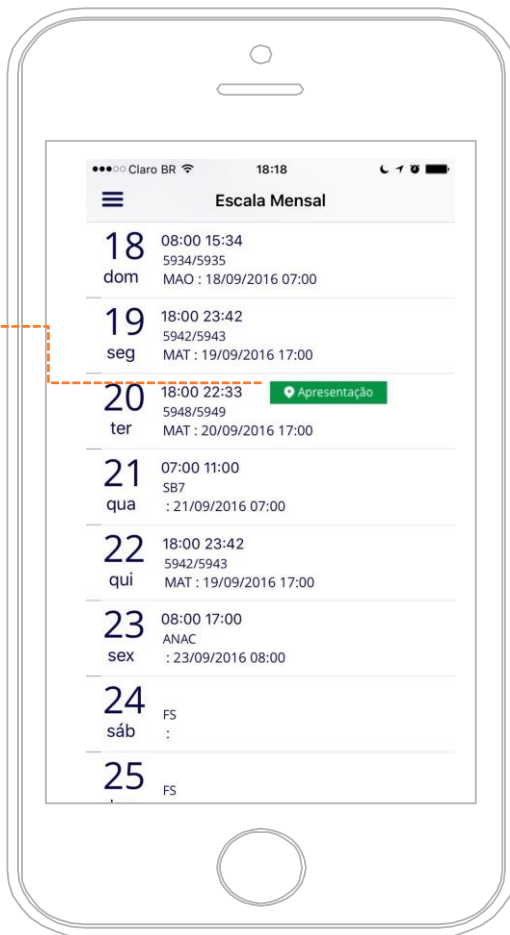 Claro BR 18:18
Escala Mensal
18 08:00 15:34
5934/5935
dom MAO : 18/09/2016 07:00
19 18:00 23:42
5942/5943
seg MAT : 19/09/2016 17:00
20 18:00 22:33 Apresentação
5948/5949
ter MAT : 20/09/2016 17:00
21 07:00 11:00
SB7
qua : 21/09/2016 07:00
22 18:00 23:42
5942/5943
qui MAT : 19/09/2016 17:00
23 08:00 17:00
ANAC
sex : 23/09/2016 08:00
24
FS
sáb :
25
FS